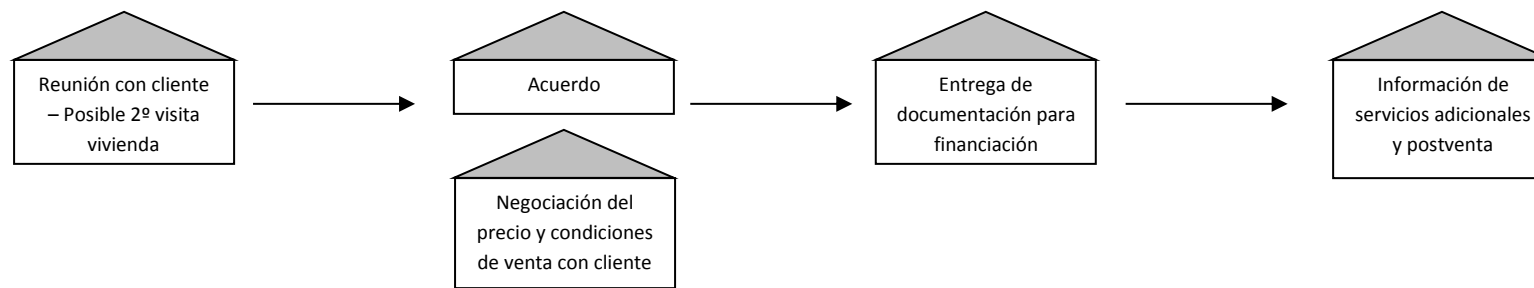 Reunión con cliente
– Posible 2º visita
vivienda
Acuerdo
Negociación del
precio y condiciones
de venta con cliente
Entrega de
documentación para
financiación
Información de
servicios adicionales
y postventa